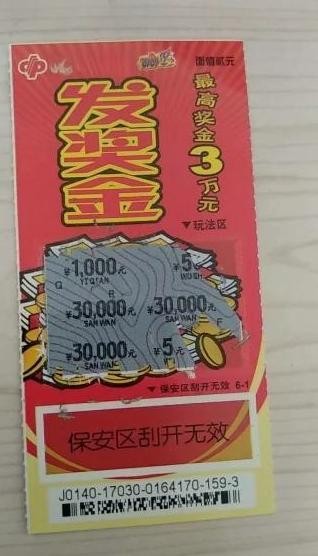 面值贰元
发奖金
最高奖金3万元
▼玩法区
¥1,000元 ¥5
YIQIAN WUSH
G
R
¥30,000元 ¥30,000元
SANWAN SANWAN
F
¥30,000元 ¥5元
SANWAN
▼保安区刮开无效 6-1
保安区刮开无效
J0140-17030-0164170-159-3